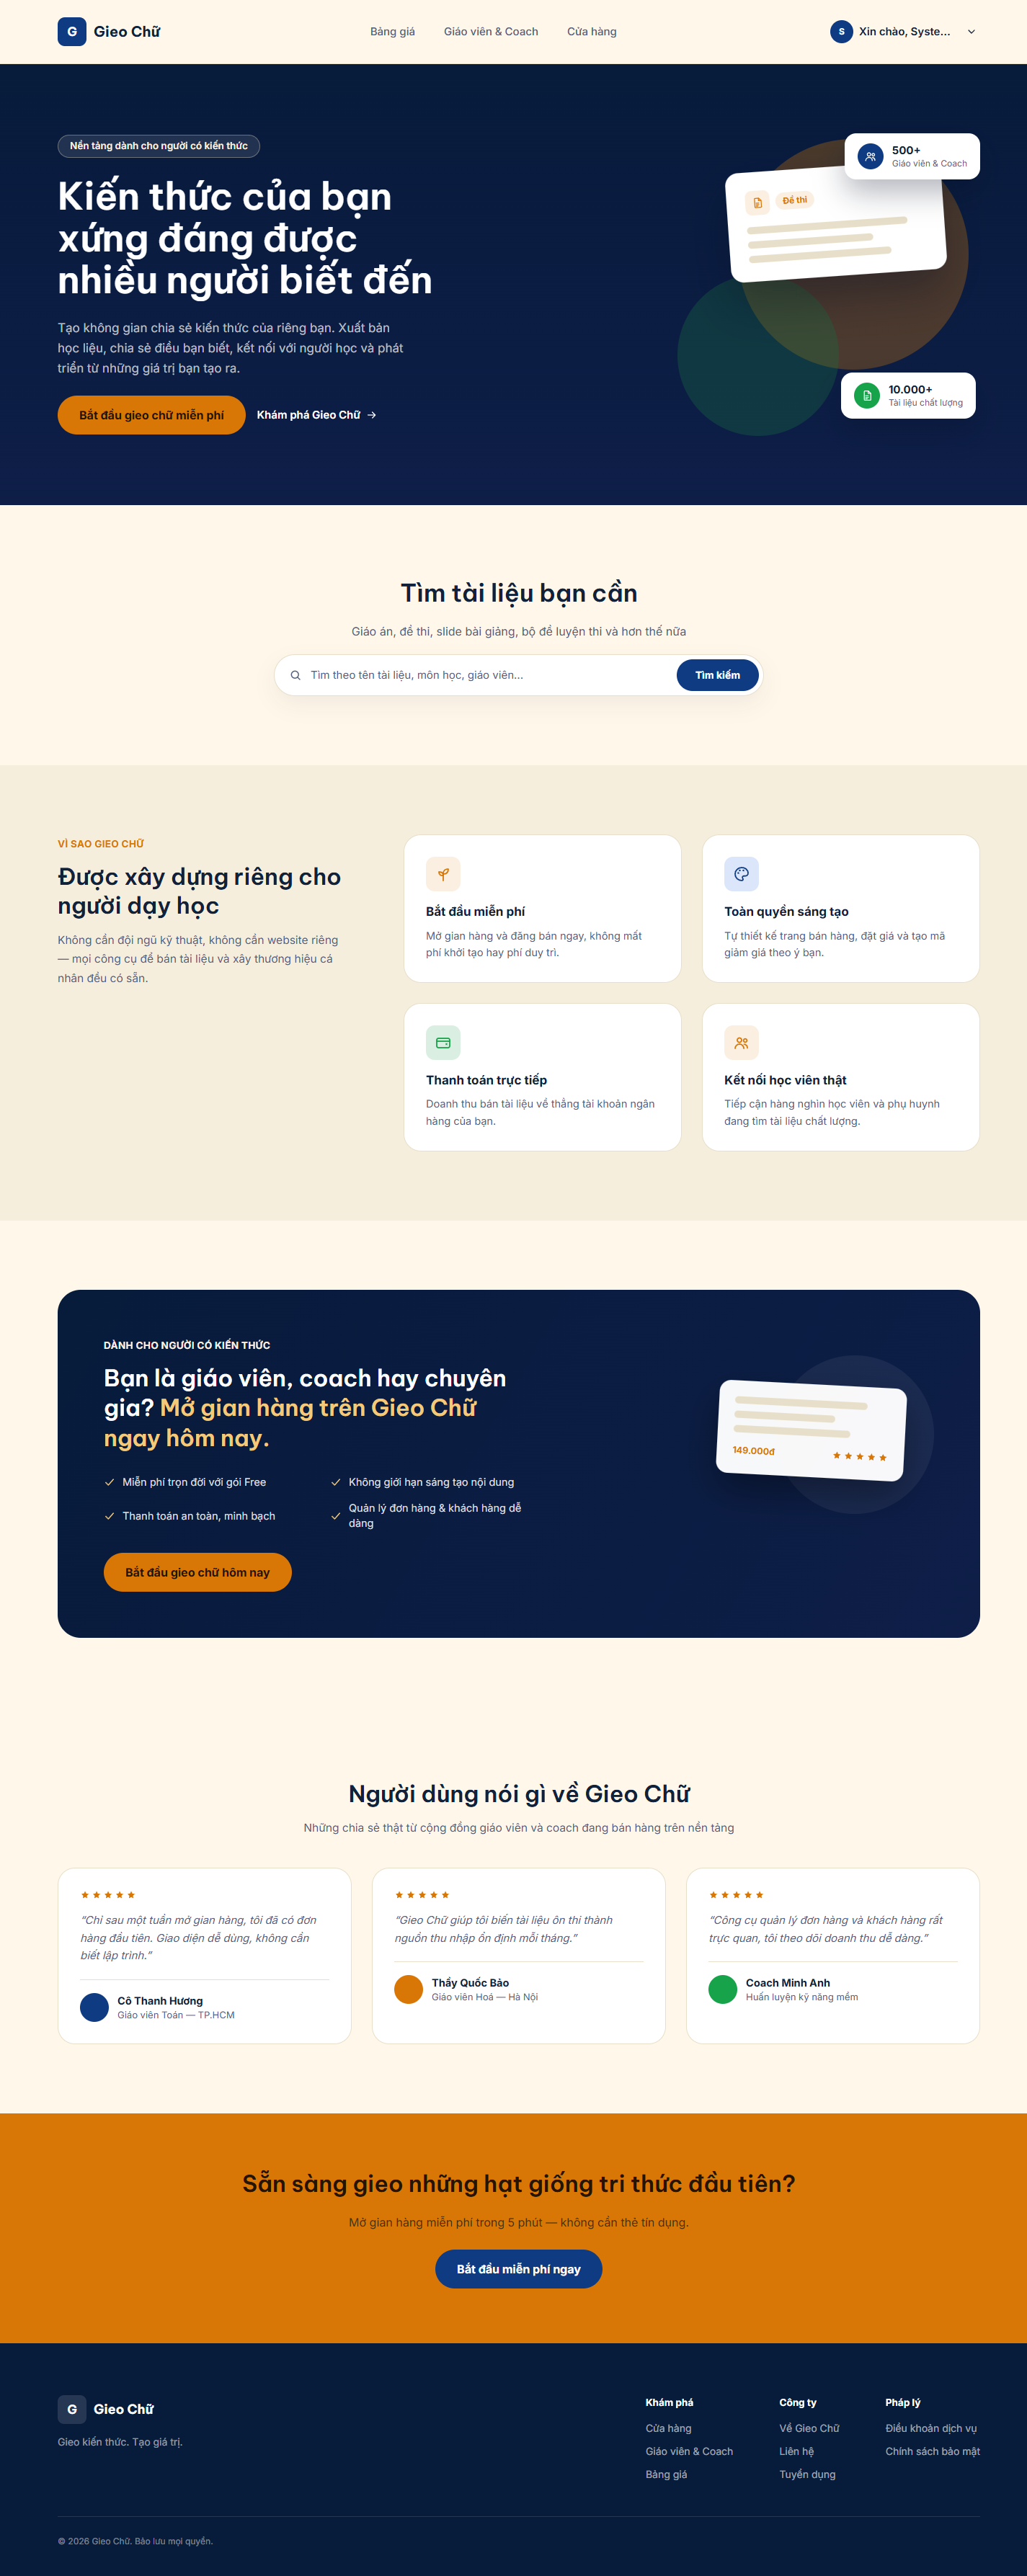 G Gieo Chữ
Bảng giá
Giáo viên & Coach
Cửa hàng
S Xin chào, Syste...
Nền tảng dành cho người có kiến thức
Kiến thức của bạn
xứng đáng được
nhiều người biết đến
Tạo không gian chia sẻ kiến thức của riêng bạn. Xuất bản
học liệu, chia sẻ điều bạn biết, kết nối với người học và phát
triển từ những giá trị bạn tạo ra.
Bắt đầu gieo chữ miễn phí
Khám phá Gieo Chữ →
500+
Giáo viên & Coach
Đề thi
10.000+
Tài liệu chất lượng
Tìm tài liệu bạn cần
Giáo án, đề thi, slide bài giảng, bộ đề luyện thi và hơn thế nữa
Tìm theo tên tài liệu, môn học, giáo viên...
Tìm kiếm
VÌ SAO GIEO CHỮ
Được xây dựng riêng cho
người dạy học
Không cần đội ngũ kỹ thuật, không cần website riêng
— mọi công cụ để bán tài liệu và xây thương hiệu cá
nhân đều có sẵn.
Bắt đầu miễn phí
Mở gian hàng và đăng bán ngay, không mất
phí khởi tạo hay phí duy trì.
Toàn quyền sáng tạo
Tự thiết kế trang bán hàng, đặt giá và tạo mã
giảm giá theo ý bạn.
Thanh toán trực tiếp
Doanh thu bán tài liệu về thẳng tài khoản ngân
hàng của bạn.
Kết nối học viên thật
Tiếp cận hàng nghìn học viên và phụ huynh
đang tìm tài liệu chất lượng.
DÀNH CHO NGƯỜI CÓ KIẾN THỨC
Bạn là giáo viên, coach hay chuyên
gia? Mở gian hàng trên Gieo Chữ
ngay hôm nay.
Miễn phí trọn đời với gói Free
Không giới hạn sáng tạo nội dung
Thanh toán an toàn, minh bạch
Quản lý đơn hàng & khách hàng dễ
dàng
Bắt đầu gieo chữ hôm nay
149.000đ
Người dùng nói gì về Gieo Chữ
Những chia sẻ thật từ cộng đồng giáo viên và coach đang bán hàng trên nền tảng
"Chỉ sau một tuần mở gian hàng, tôi đã có đơn
hàng đầu tiên. Giao diện dễ dùng, không cần
biết lập trình."
Cô Thanh Hương
Giáo viên Toán — TP.HCM
"Gieo Chữ giúp tôi biến tài liệu ôn thi thành
nguồn thu nhập ổn định mỗi tháng."
Thầy Quốc Bảo
Giáo viên Hoá — Hà Nội
"Công cụ quản lý đơn hàng và khách hàng rất
trực quan, tôi theo dõi doanh thu dễ dàng."
Coach Minh Anh
Huấn luyện kỹ năng mềm
Sẵn sàng gieo những hạt giống tri thức đầu tiên?
Mở gian hàng miễn phí trong 5 phút — không cần thẻ tín dụng.
Bắt đầu miễn phí ngay
G Gieo Chữ
Gieo kiến thức. Tạo giá trị.
Khám phá
Cửa hàng
Giáo viên & Coach
Bảng giá
Công ty
Về Gieo Chữ
Liên hệ
Tuyển dụng
Pháp lý
Điều khoản dịch vụ
Chính sách bảo mật
© 2026 Gieo Chữ. Bảo lưu mọi quyền.